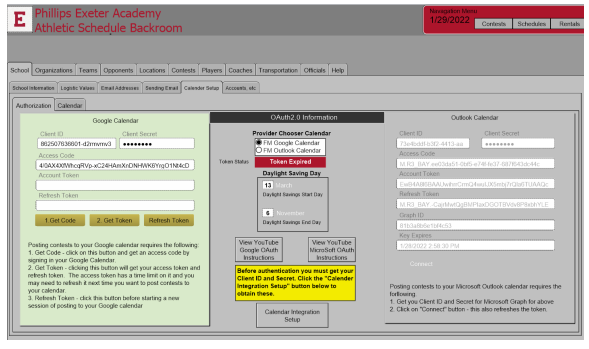 E
Phillips Exeter Academy
Athletic Schedule Backroom
Navigation Menu
1/29/2022
Contests Schedules Rentals
School Organizations Teams Opponents Locations Contests Players Coaches Transportation Officials Help
School Information Logistic Values Email Addresses Sending Email Calender Setup Accounts, etc
Authorization Calendar
Google Calendar
Client ID Client Secret
Access Code
Account Token
Refresh Token
1.Get Code 2. Get Token Refresh Token
Posting contests to your Google calendar requires the following:
1. Get Code - click on this button and get an access code by
signing in your Google Calendar.
2. Get Token - clicking this button will get your access token and
refresh token. The access token has a time limit on it and you
may need to refresh it next time you want to post contests to
your calendar.
3. Refresh Token - click this before starting a new
session of posting to your Google calendar
OAuth2.0 Information
Provider Chooser Calendar
FM Google Calendar
FM Outlook Calendar
Token Status Token Expired
Daylight Saving Day
13 March
Daylight Savings Start Day
6 November
Daylight Savings End Day
View YouTube
Google OAuth
Instructions
View YouTube
MicroSoft OAuth
Instructions
Before authentication you must get your
Client ID and Secret. Click the "Calender
Integration Setup" button below to
obtain these.
Calendar Integration
Setup
Outlook Calendar
Client ID Client Secret
Access Code
Account Token
Refresh Token
Graph ID
Key Expires
1/28/2022 2:58:30 PM
Connect
Posting contests to your Microsoft Outlook calendar requires the
following:
1. Get you Client ID and Secret for Microsoft Graph for above
2. Click on "Connect" button - this also refreshes the token.